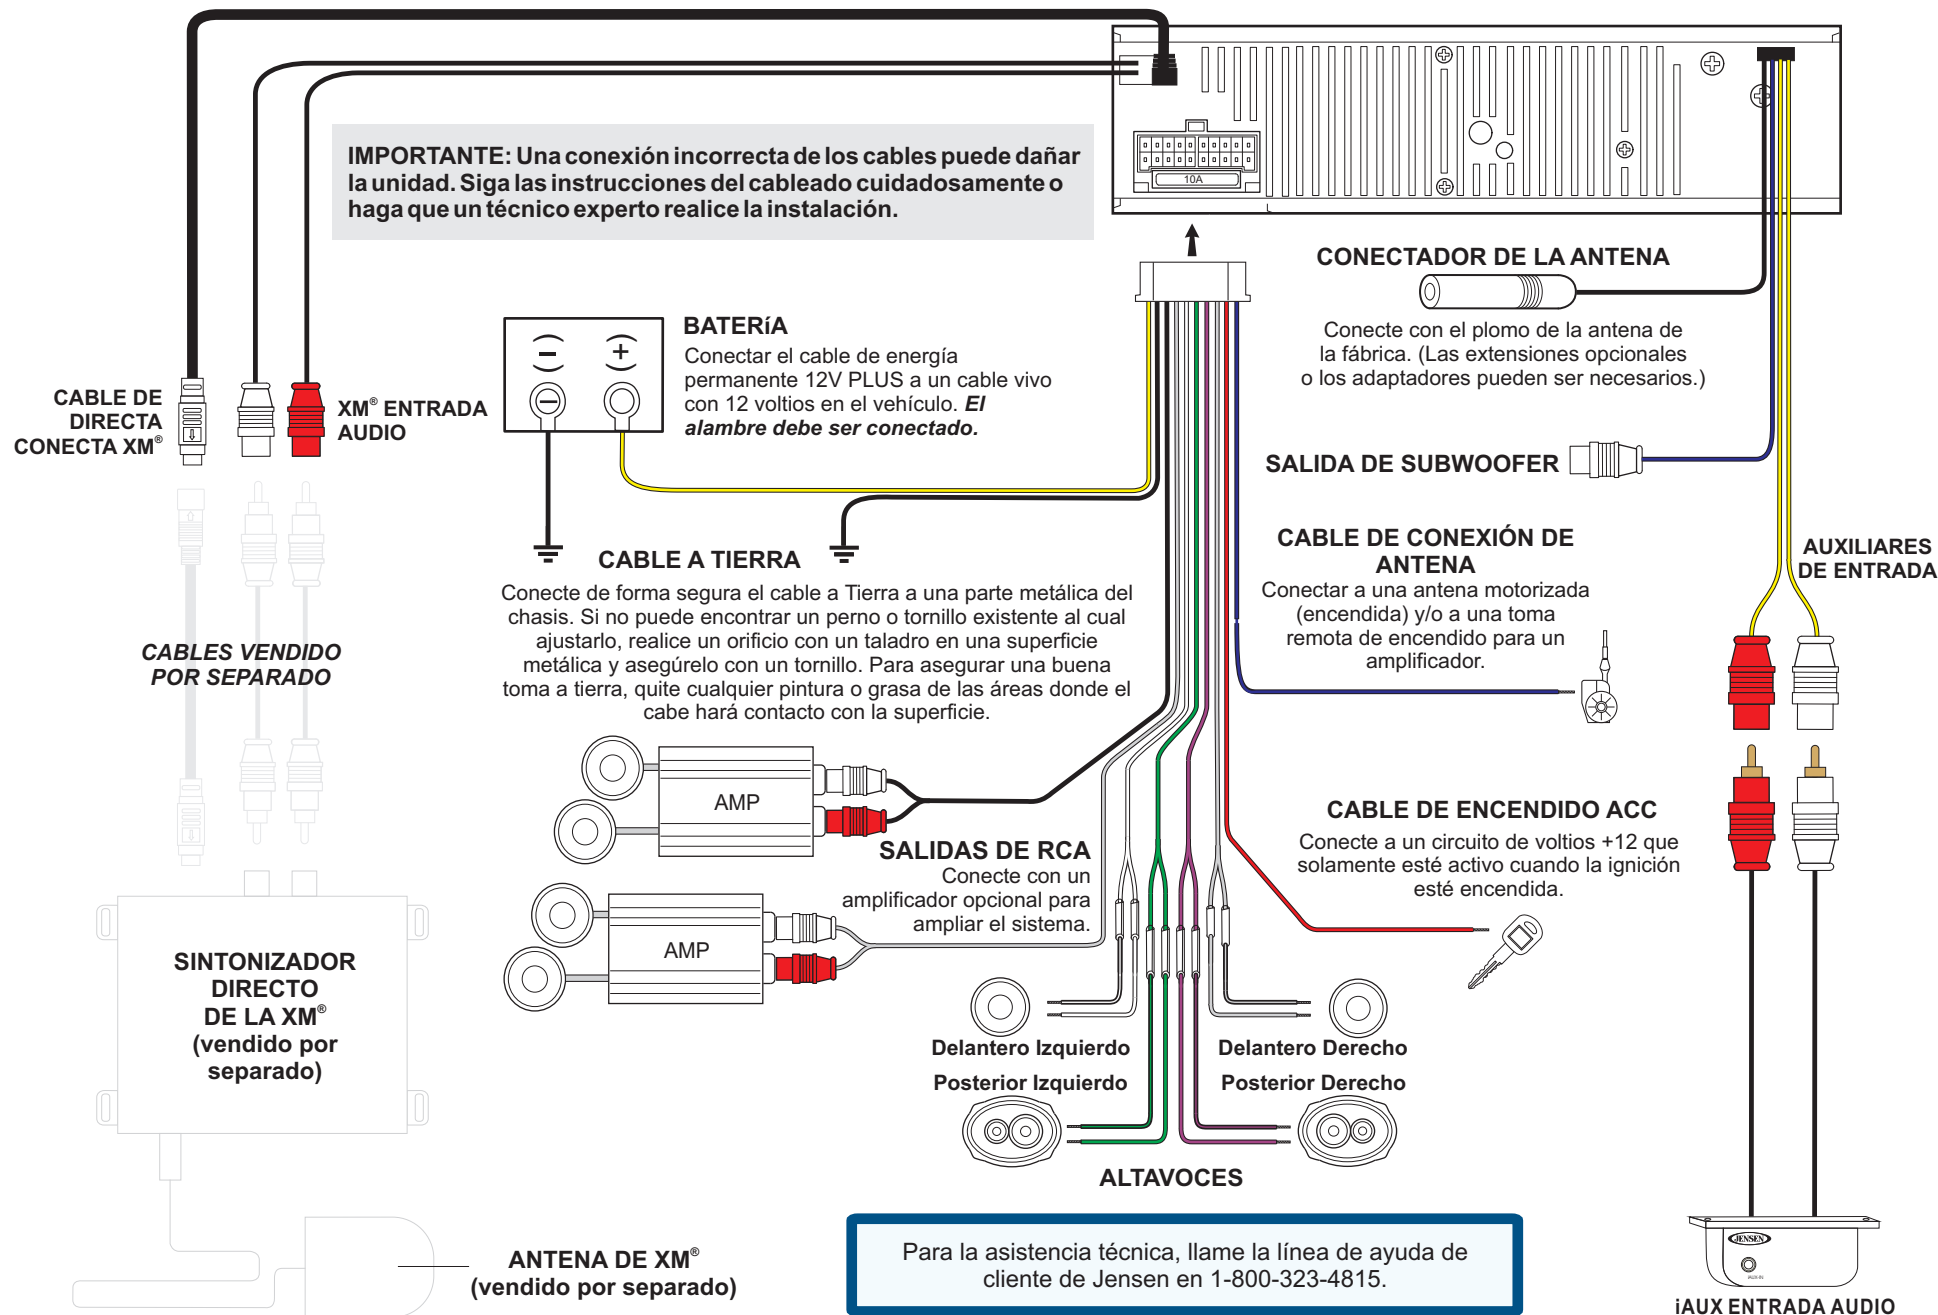 IMPORTANTE: Una conexión incorrecta de los cables puede dañar
la unidad. Siga las instrucciones del cableado cuidadosamente o
haga que un técnico experto realice la instalación.
10A
CONECTADOR DE LA ANTENA
Conecte con el plomo de la antena de
la fábrica. (Las extensiones opcionales
o los adaptadores pueden ser necesarios.)
BATERíA
Conectar el cable de energía
permanente 12V PLUS a un cable vivo
con 12 voltios en el vehículo. El
alambre debe ser conectado.
CABLE DE
DIRECTA
CONECTA XM®
XM® ENTRADA
AUDIO
SALIDA DE SUBWOOFER
CABLE A TIERRA
Conecte de forma segura el cable a Tierra a una parte metálica del
chasis. Si no puede encontrar un perno o tornillo existente al cual
ajustarlo, realice un orificio con un taladro en una superficie
metálica y asegúrelo con un tornillo. Para asegurar una buena
toma a tierra, quite cualquier pintura o grasa de las áreas donde el
cabe hará contacto con la superficie.
CABLE DE CONEXIÓN DE
ANTENA
Conectar a una antena motorizada
(encendida) y/o a una toma
remota de encendido para un
amplificador.
AUXILIARES
DE ENTRADA
CABLES VENDIDO
POR SEPARADO
AMP
SALIDAS DE RCA
Conecte con un
amplificador opcional para
ampliar el sistema.
AMP
CABLE DE ENCENDIDO ACC
Conecte a un circuito de voltios +12 que
solamente esté activo cuando la ignición
esté encendida.
SINTONIZADOR
DIRECTO
DE LA XM®
(vendido por
separado)
Delantero Izquierdo
Delantero Derecho
Posterior Izquierdo
Posterior Derecho
ALTAVOCES
ANTENA DE XM®
(vendido por separado)
Para la asistencia técnica, llame la línea de ayuda de
cliente de Jensen en 1-800-323-4815.
JENSEN
iAUX ENTRADA AUDIO